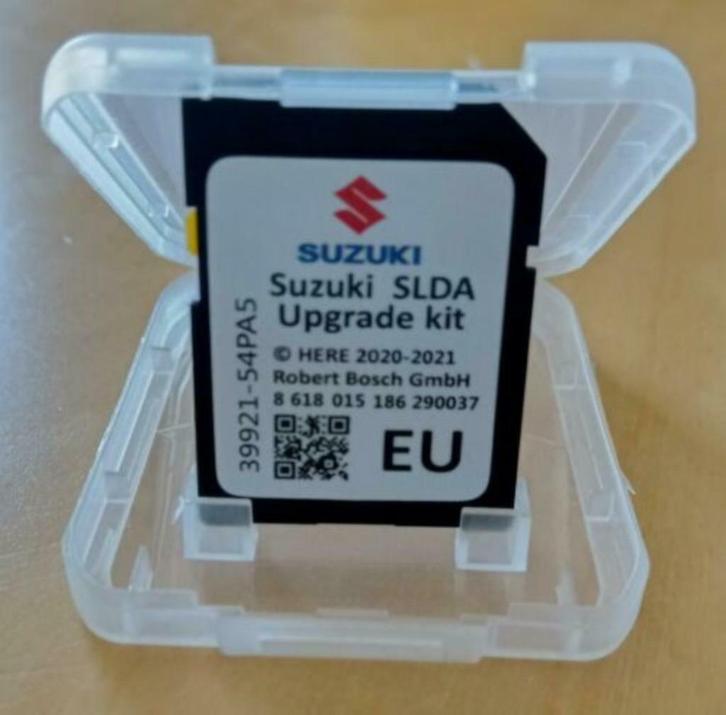 SUZUKI
Suzuki SLDA
Upgrade kit
© HERE 2020-2021
Robert Bosch GmbH
8 618 015 186 290037
EU
39921-54PA5